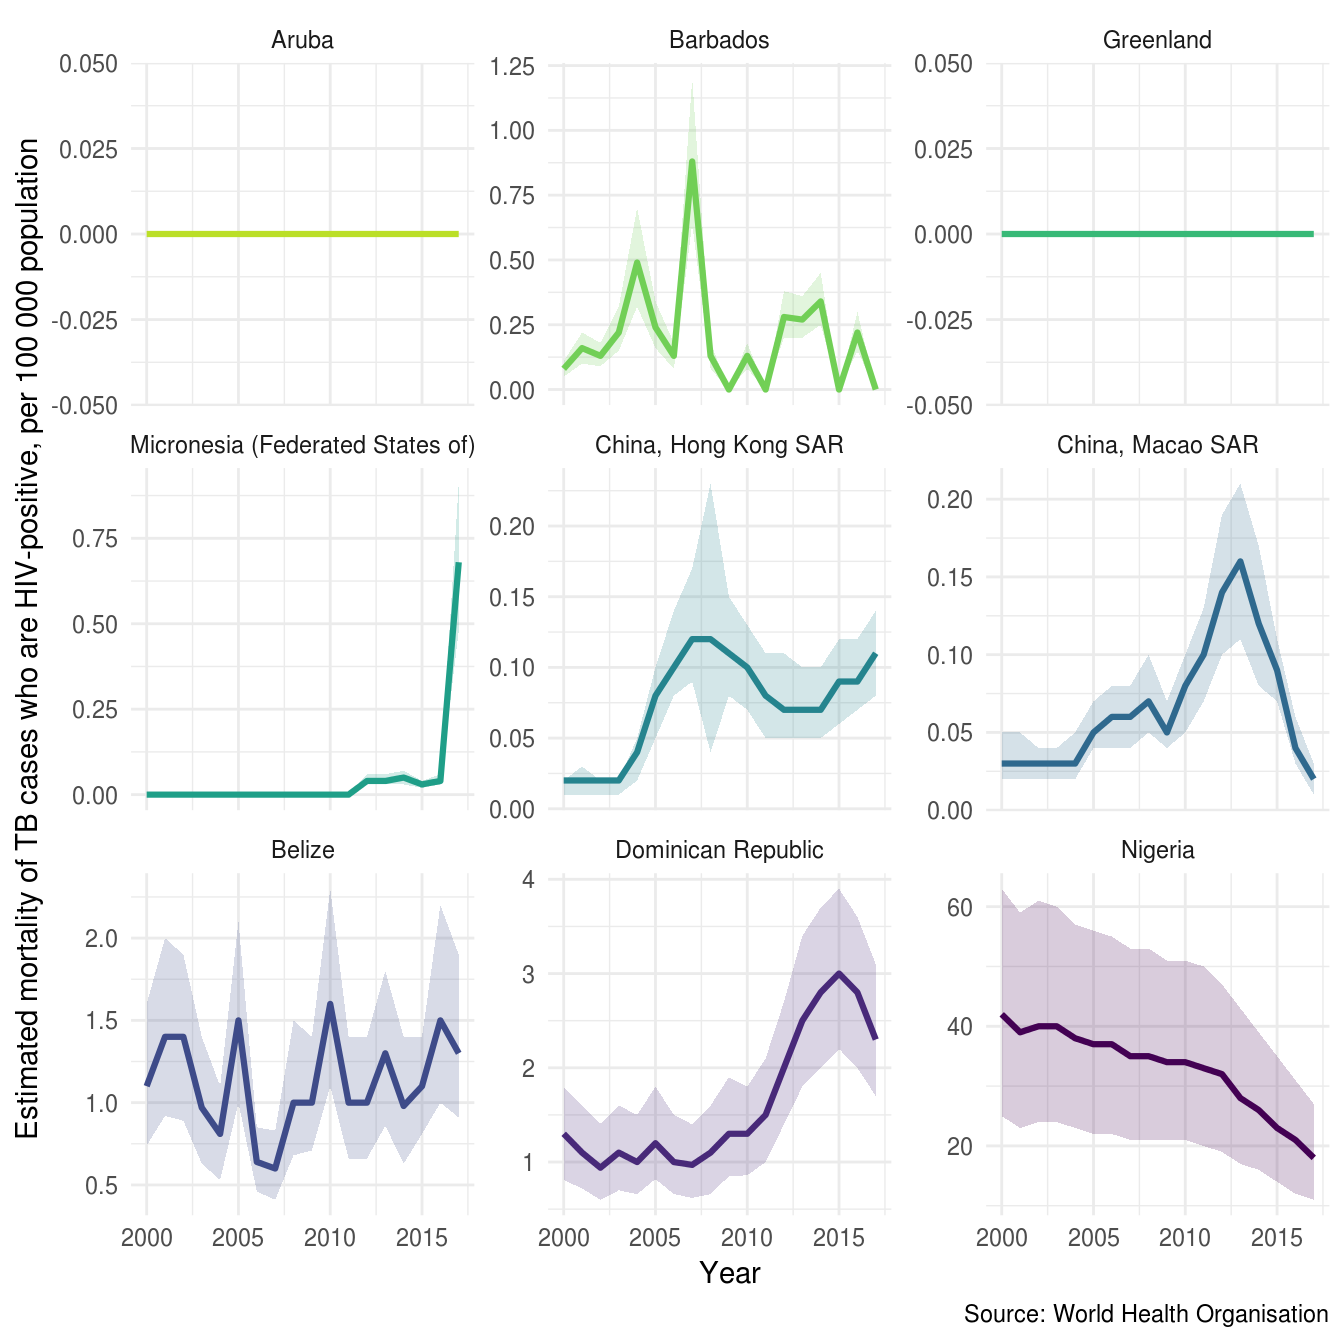 Aruba
Barbados
Greenland
0.050
0.025
0.000
-0.025
-0.050
1.25
1.00
0.75
0.50
0.25
0.00
0.050
0.025
0.000
-0.025
-0.050
Estimated mortality of TB cases who are HIV-positive, per 100 000 population
Micronesia (Federated States of)
China, Hong Kong SAR
China, Macao SAR
0.75
0.50
0.25
0.00
0.20
0.15
0.10
0.05
0.00
0.20
0.15
0.10
0.05
0.00
Belize
Dominican Republic
Nigeria
2.0
1.5
1.0
0.5
4
3
2
1
60
40
20
2000 2005 2010 2015
2000 2005 2010 2015
2000 2005 2010 2015
Year
Source: World Health Organisation